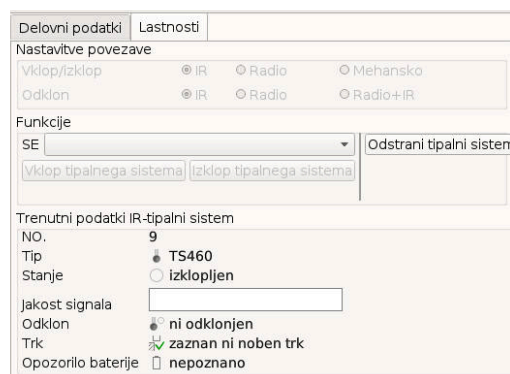 Delovni podatki Lastnosti
Nastavitve povezave
Vklop/izklop IR Radio Mehansko
Odklon IR Radio Radio+IR
Funkcije
SE Odstrani tipalni sistem
Vklop tipalnega sistema Izklop tipalnega sistema
Trenutni podatki IR-tipalni sistem
NO. 9
Tip TS460
Stanje izklopljen
Jakost signala
Odklon ni odklonjen
Trk zaznan ni noben trk
Opozorilo baterije nepoznano